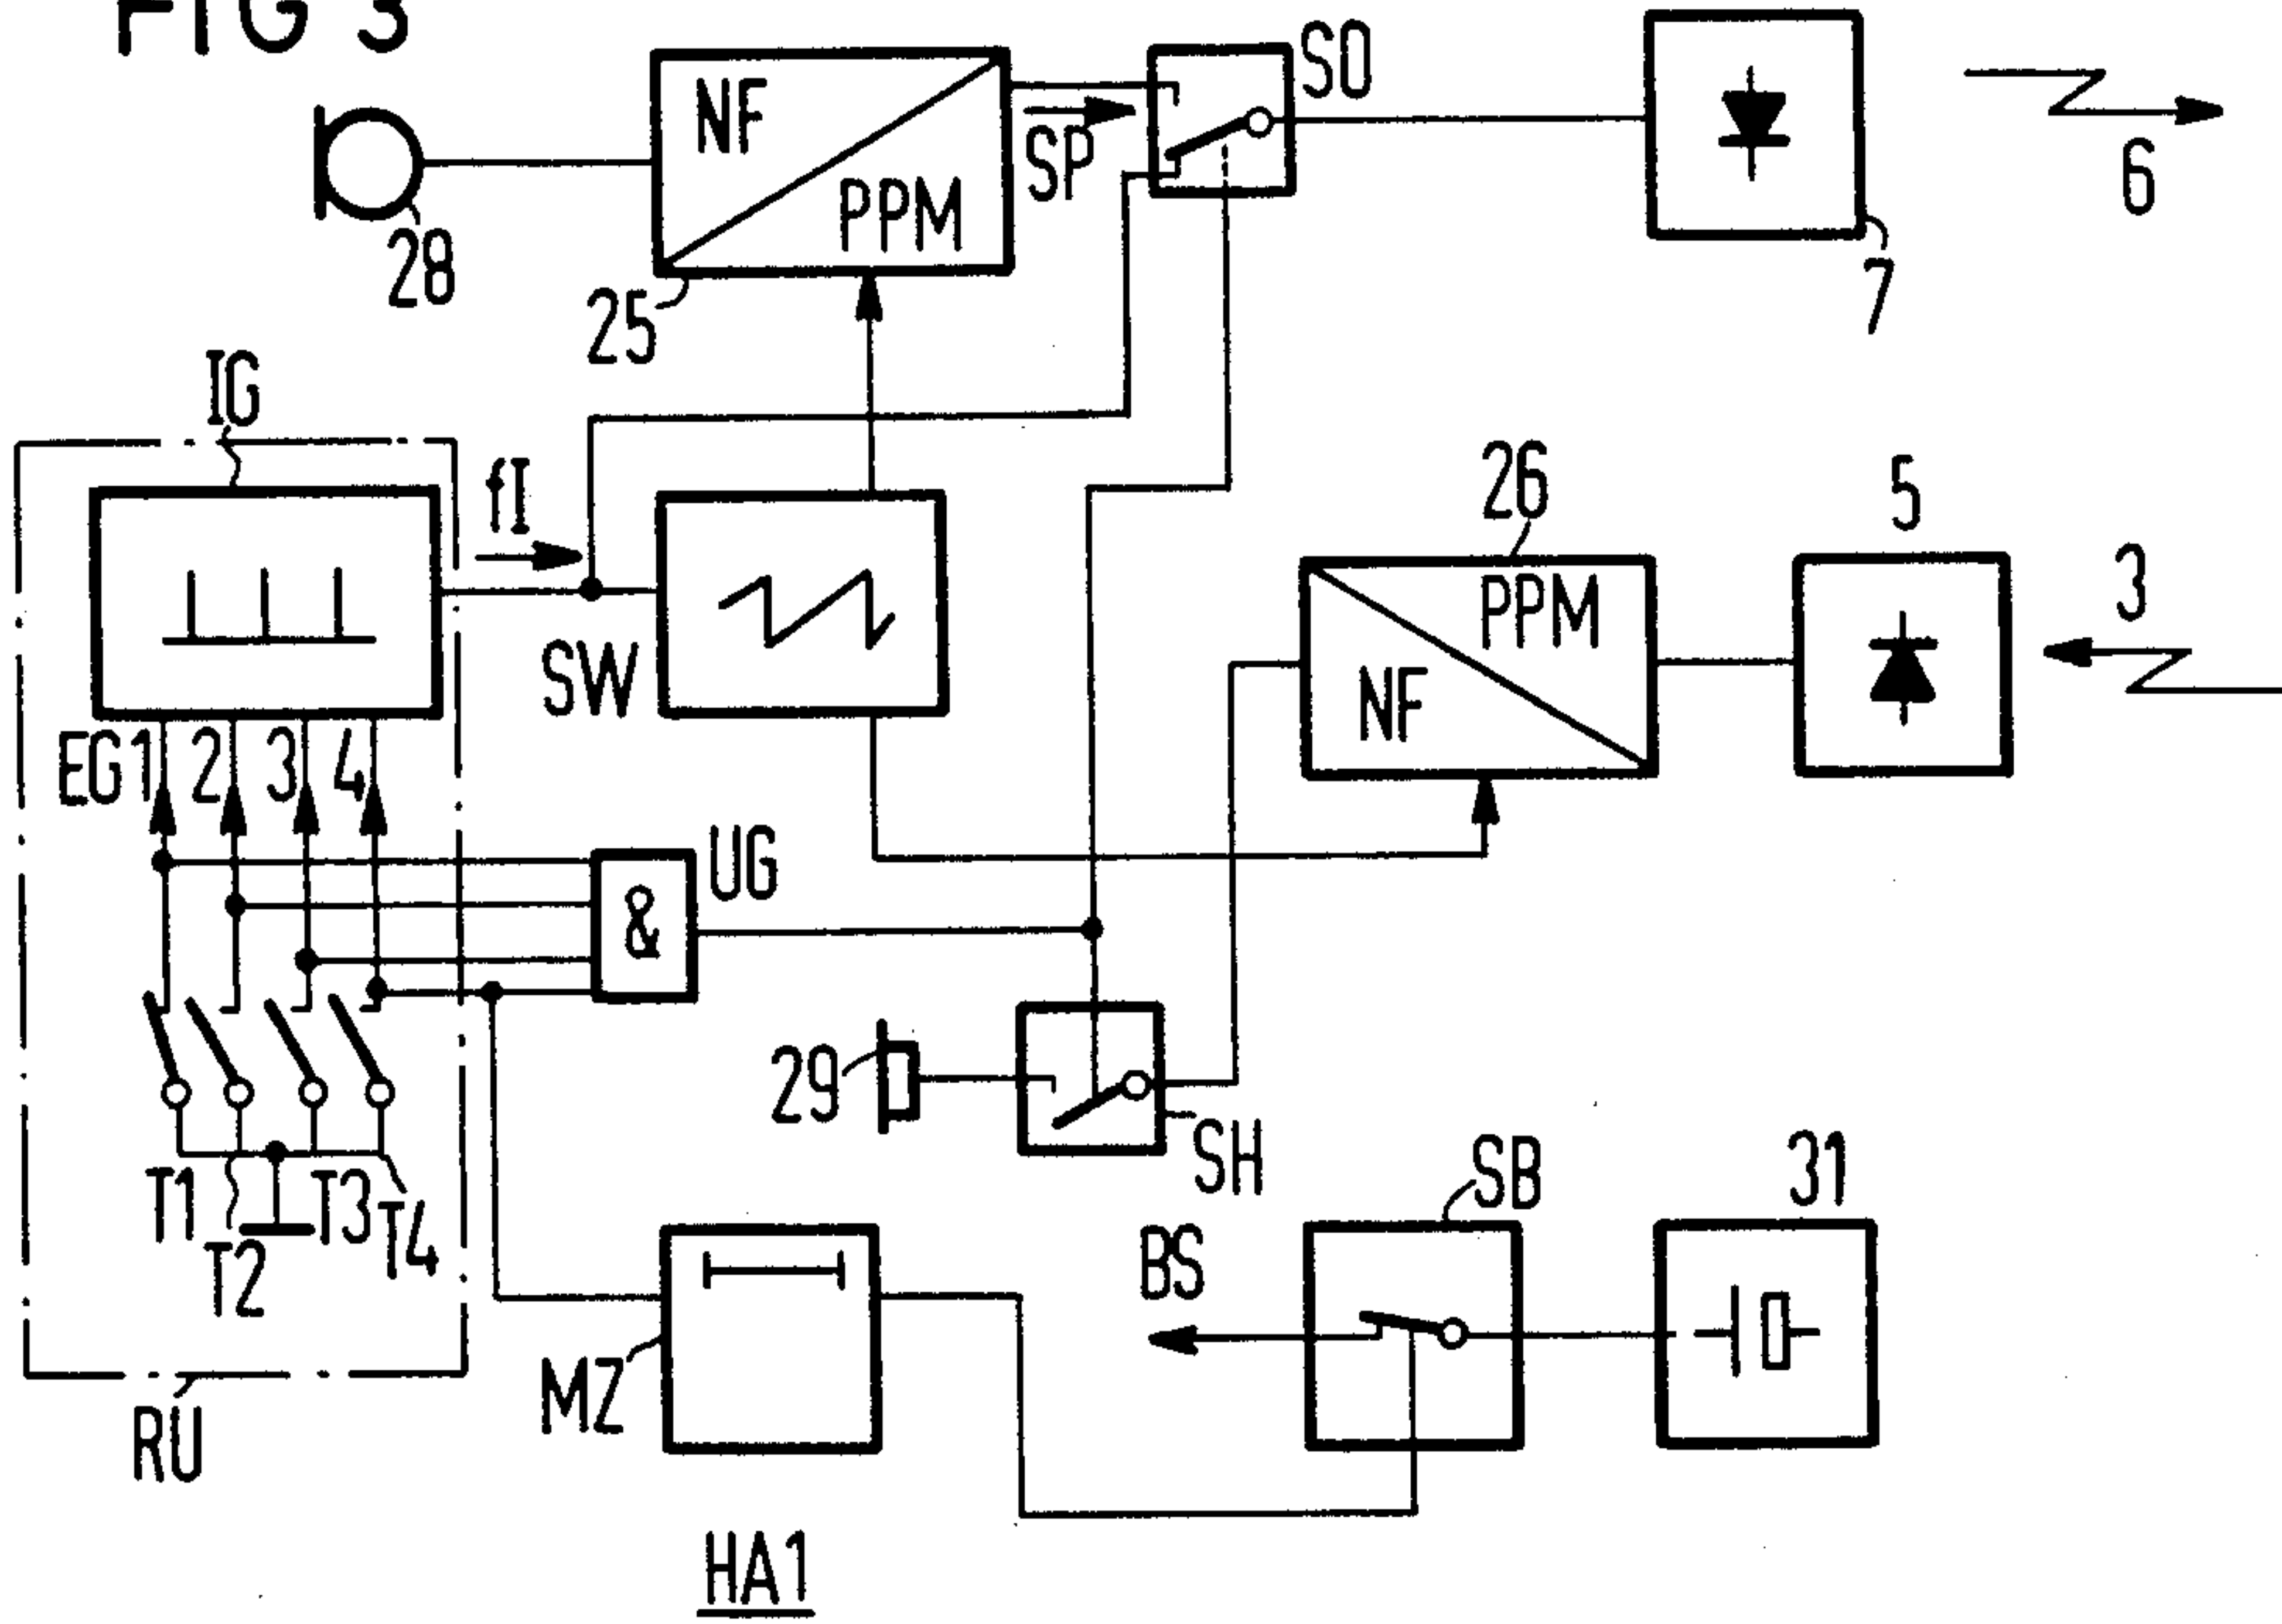 FIG 3
NF
PPM
SP
SO
6
7
28
25
IG
fI
SW
26
PPM
NF
5
3
EG1 2 3 4
UG
&
29
SH
T1
T2
T3
T4
MZ
BS
SB
31
RU
HA1